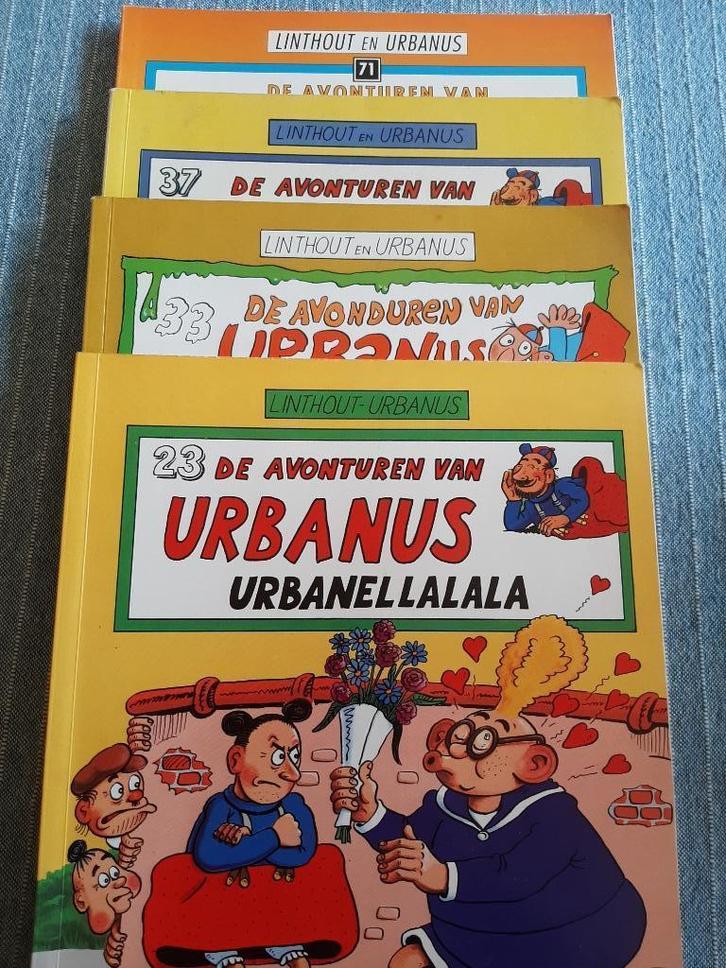 LINTHOUT EN URBANUS
71
DE AVONTUREN VAN
LINTHOUT EN URBANUS
37 DE AVONTUREN VAN
LINTHOUT EN URBANUS
33 DE AVONDUREN VAN
URBANUS
LINTHOUT-URBANUS
23 DE AVONTUREN VAN
URBANUS
URBANELLALALA